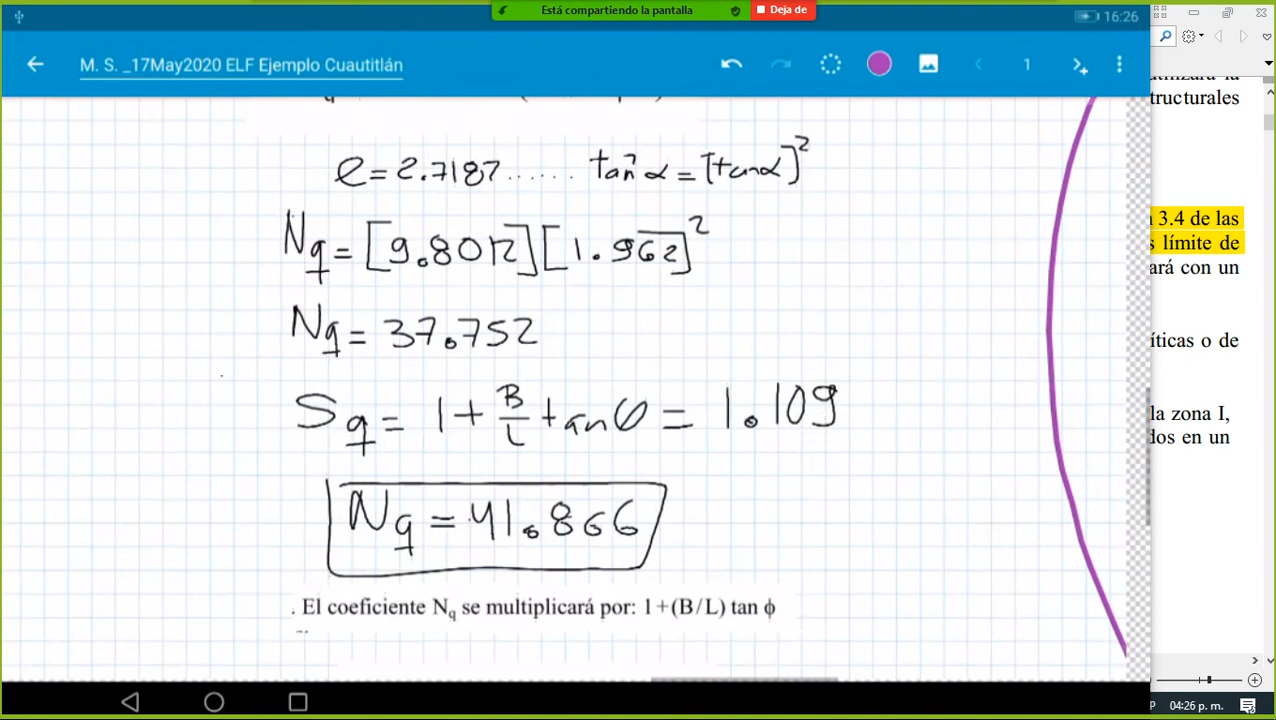 Está compartiendo la pantalla
Deja de
16:26
M. S. _17May2020 ELF Ejemplo Cuautitlán
1
utilizará la
tructurales
e = 2.7187...... tan² α = [tan α]²
Nq = [9.8012][1.962]²
n 3.4 de las
s límite de
ará con un
Nq = 37.752
íticas o de
Sq = 1 + B/L tan φ = 1.109
la zona I,
dos en un
Nq = 41.866
. El coeficiente Nq se multiplicará por: 1+(B/L) tan ϕ
P 04:26 p. m.